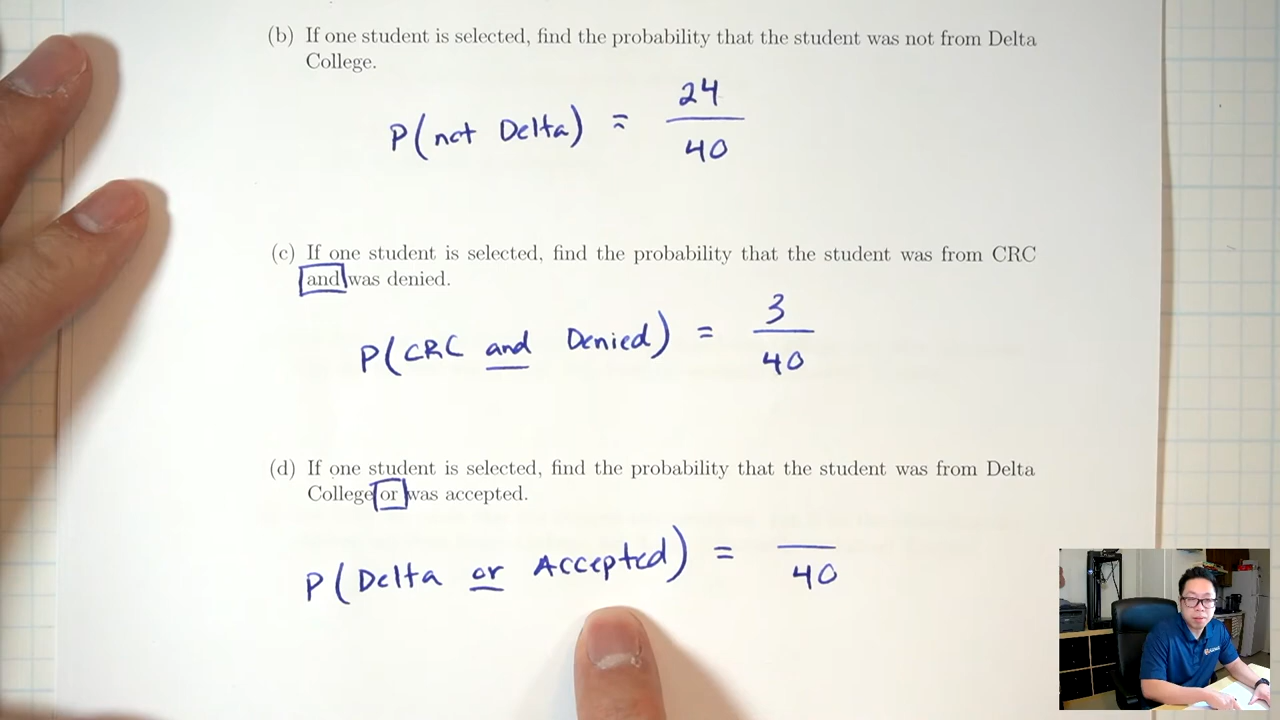 (b) If one student is selected, find the probability that the student was not from Delta
College.
P(not Delta) = 24/40
(c) If one student is selected, find the probability that the student was from CRC
and was denied.
P(CRC and Denied) = 3/40
(d) If one student is selected, find the probability that the student was from Delta
College or was accepted.
P(Delta or Accepted) = /40